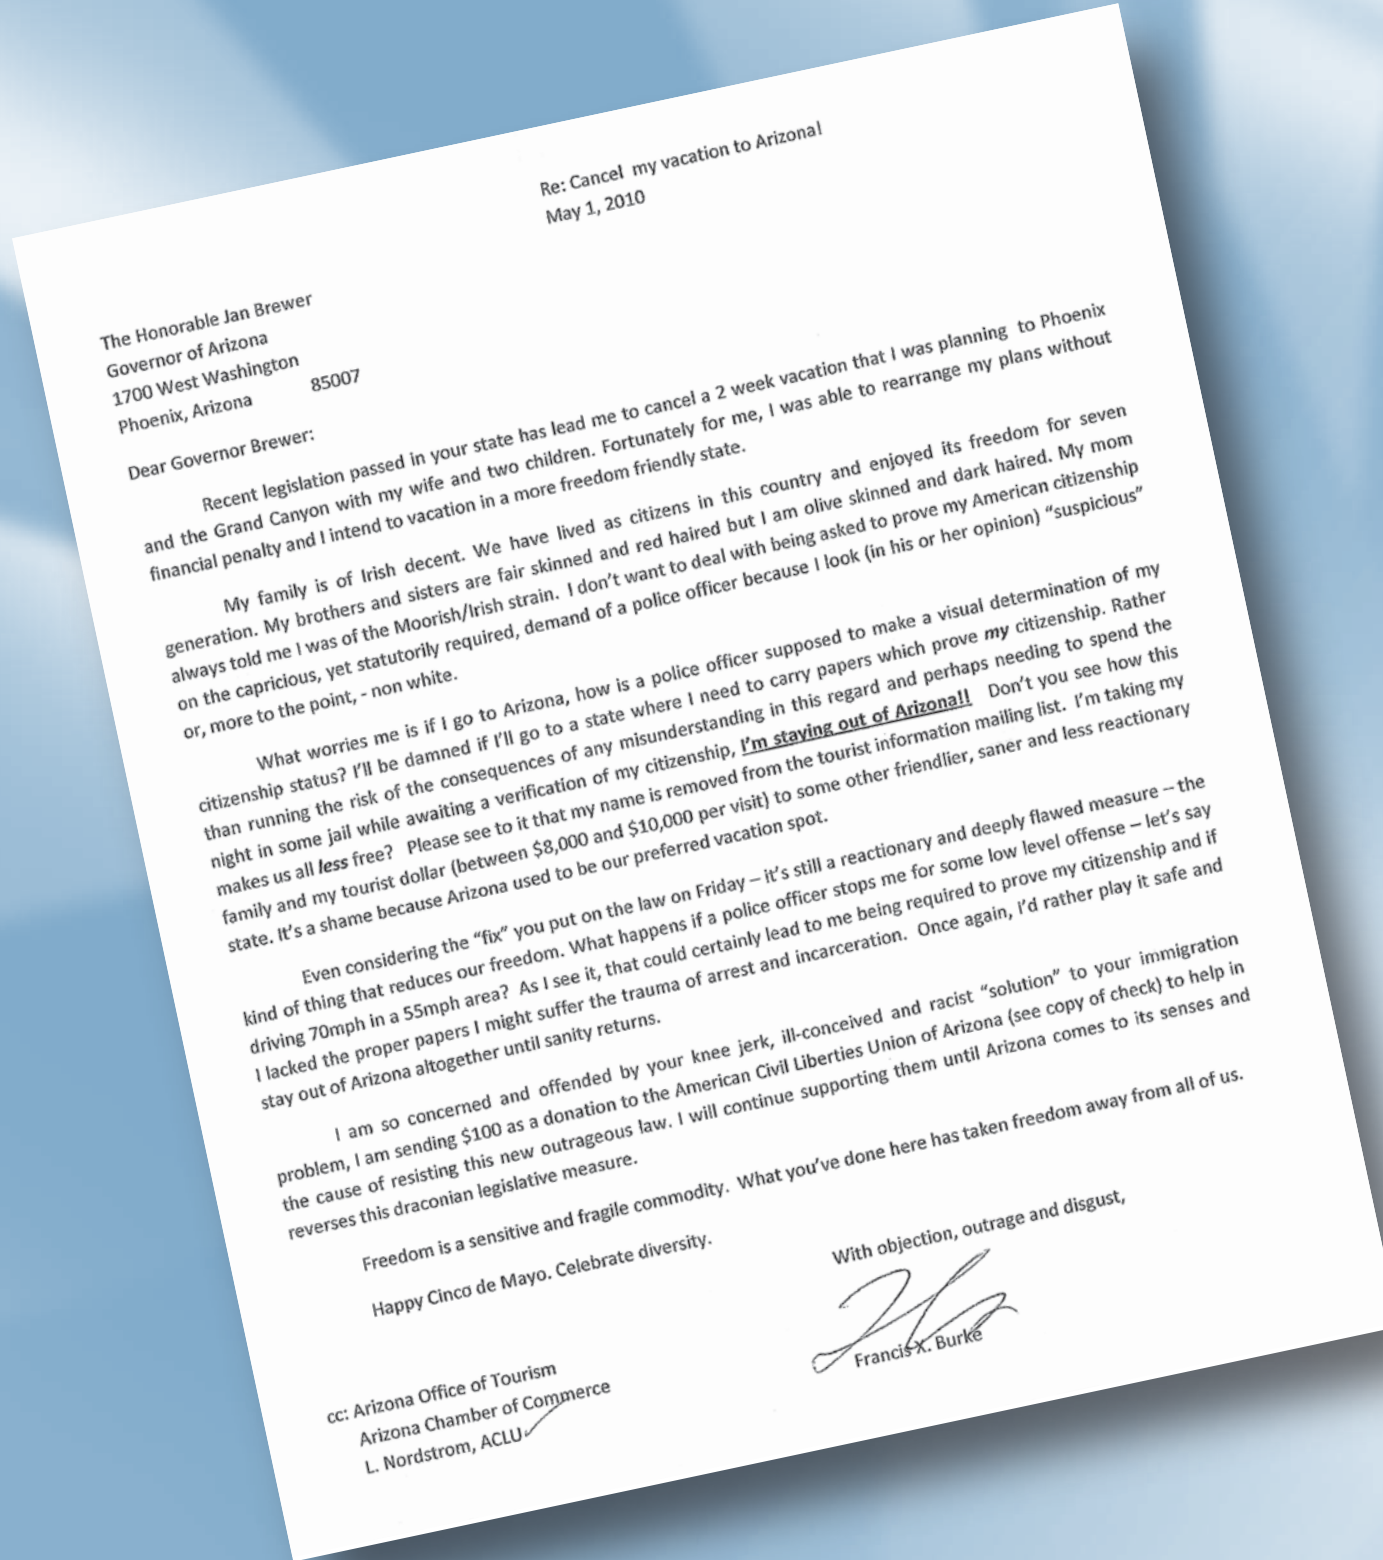 Re: Cancel my vacation to Arizona!
May 1, 2010
The Honorable Jan Brewer
Governor of Arizona
1700 West Washington
Phoenix, Arizona 85007
Dear Governor Brewer:
Recent legislation passed in your state has lead me to cancel a 2 week vacation that I was planning to Phoenix
and the Grand Canyon with my wife and two children. Fortunately for me, I was able to rearrange my plans without
financial penalty and I intend to vacation in a more freedom friendly state.
My family is of Irish decent. We have lived as citizens in this country and enjoyed its freedom for seven
generation. My brothers and sisters are fair skinned and red haired but I am olive skinned and dark haired. My mom
always told me I was of the Moorish/Irish strain. I don't want to deal with being asked to prove my American citizenship
on the capricious, yet statutorily required, demand of a police officer because I look (in his or her opinion) "suspicious"
or, more to the point, - non white.
What worries me is if I go to Arizona, how is a police officer supposed to make a visual determination of my
citizenship status? I'll be damned if I'll go to a state where I need to carry papers which prove my citizenship. Rather
than running the risk of the consequences of any misunderstanding in this regard and perhaps needing to spend the
night in some jail while awaiting a verification of my citizenship, I'm staying out of Arizona!! Don't you see how this
makes us all less free? Please see to it that my name is removed from the tourist information mailing list. I'm taking my
family and my tourist dollar (between $8,000 and $10,000 per visit) to some other friendlier, saner and less reactionary
state. It's a shame because Arizona used to be our preferred vacation spot.
Even considering the "fix" you put on the law on Friday – it's still a reactionary and deeply flawed measure -- the
kind of thing that reduces our freedom. What happens if a police officer stops me for some low level offense – let's say
driving 70mph in a 55mph area? As I see it, that could certainly lead to me being required to prove my citizenship and if
I lacked the proper papers I might suffer the trauma of arrest and incarceration. Once again, I'd rather play it safe and
stay out of Arizona altogether until sanity returns.
I am so concerned and offended by your knee jerk, ill-conceived and racist "solution" to your immigration
problem, I am sending $100 as a donation to the American Civil Liberties Union of Arizona (see copy of check) to help in
the cause of resisting this new outrageous law. I will continue supporting them until Arizona comes to its senses and
reverses this draconian legislative measure.
Freedom is a sensitive and fragile commodity. What you've done here has taken freedom away from all of us.
Happy Cinco de Mayo. Celebrate diversity.
With objection, outrage and disgust,
Francis X. Burke
cc: Arizona Office of Tourism
Arizona Chamber of Commerce
L. Nordstrom, ACLU